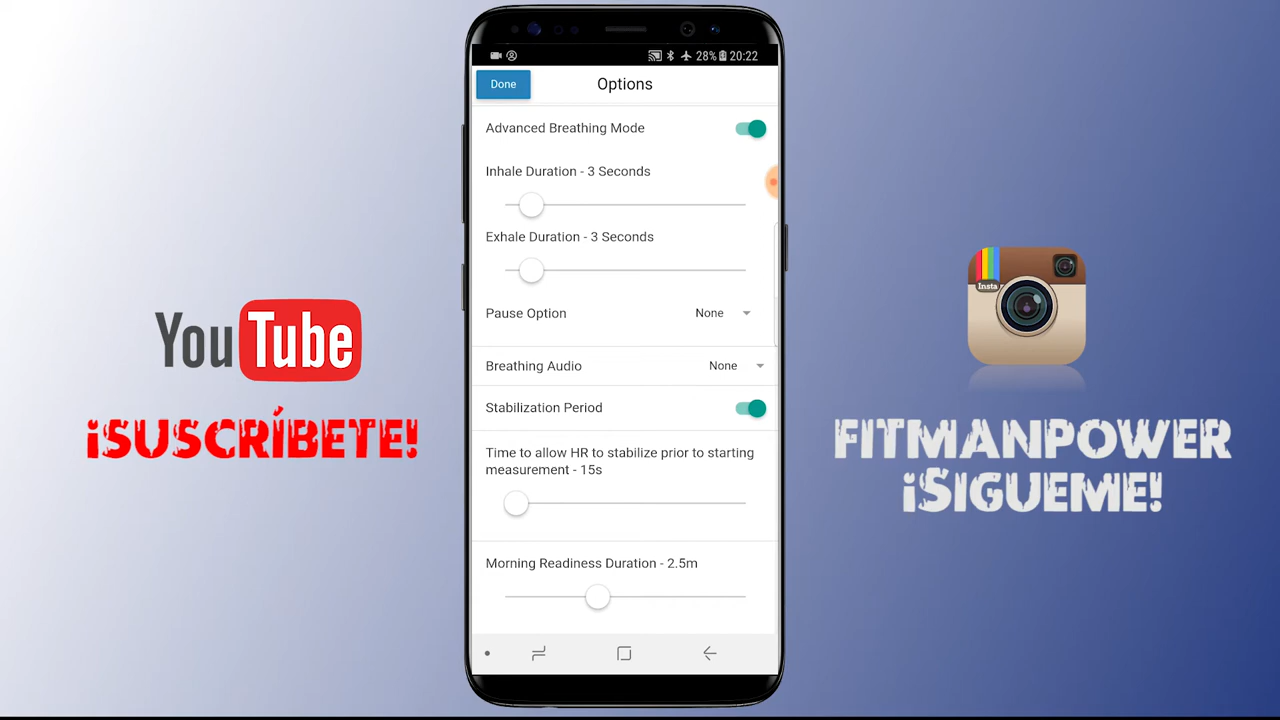 28% 20:22
Done
Options
Advanced Breathing Mode
Inhale Duration - 3 Seconds
Exhale Duration - 3 Seconds
Pause Option None
Breathing Audio None
Stabilization Period
Time to allow HR to stabilize prior to starting
measurement - 15s
Morning Readiness Duration - 2.5m
YouTube
¡SUSCRÍBETE!
Insta
FITMANPOWER
¡SIGUEME!